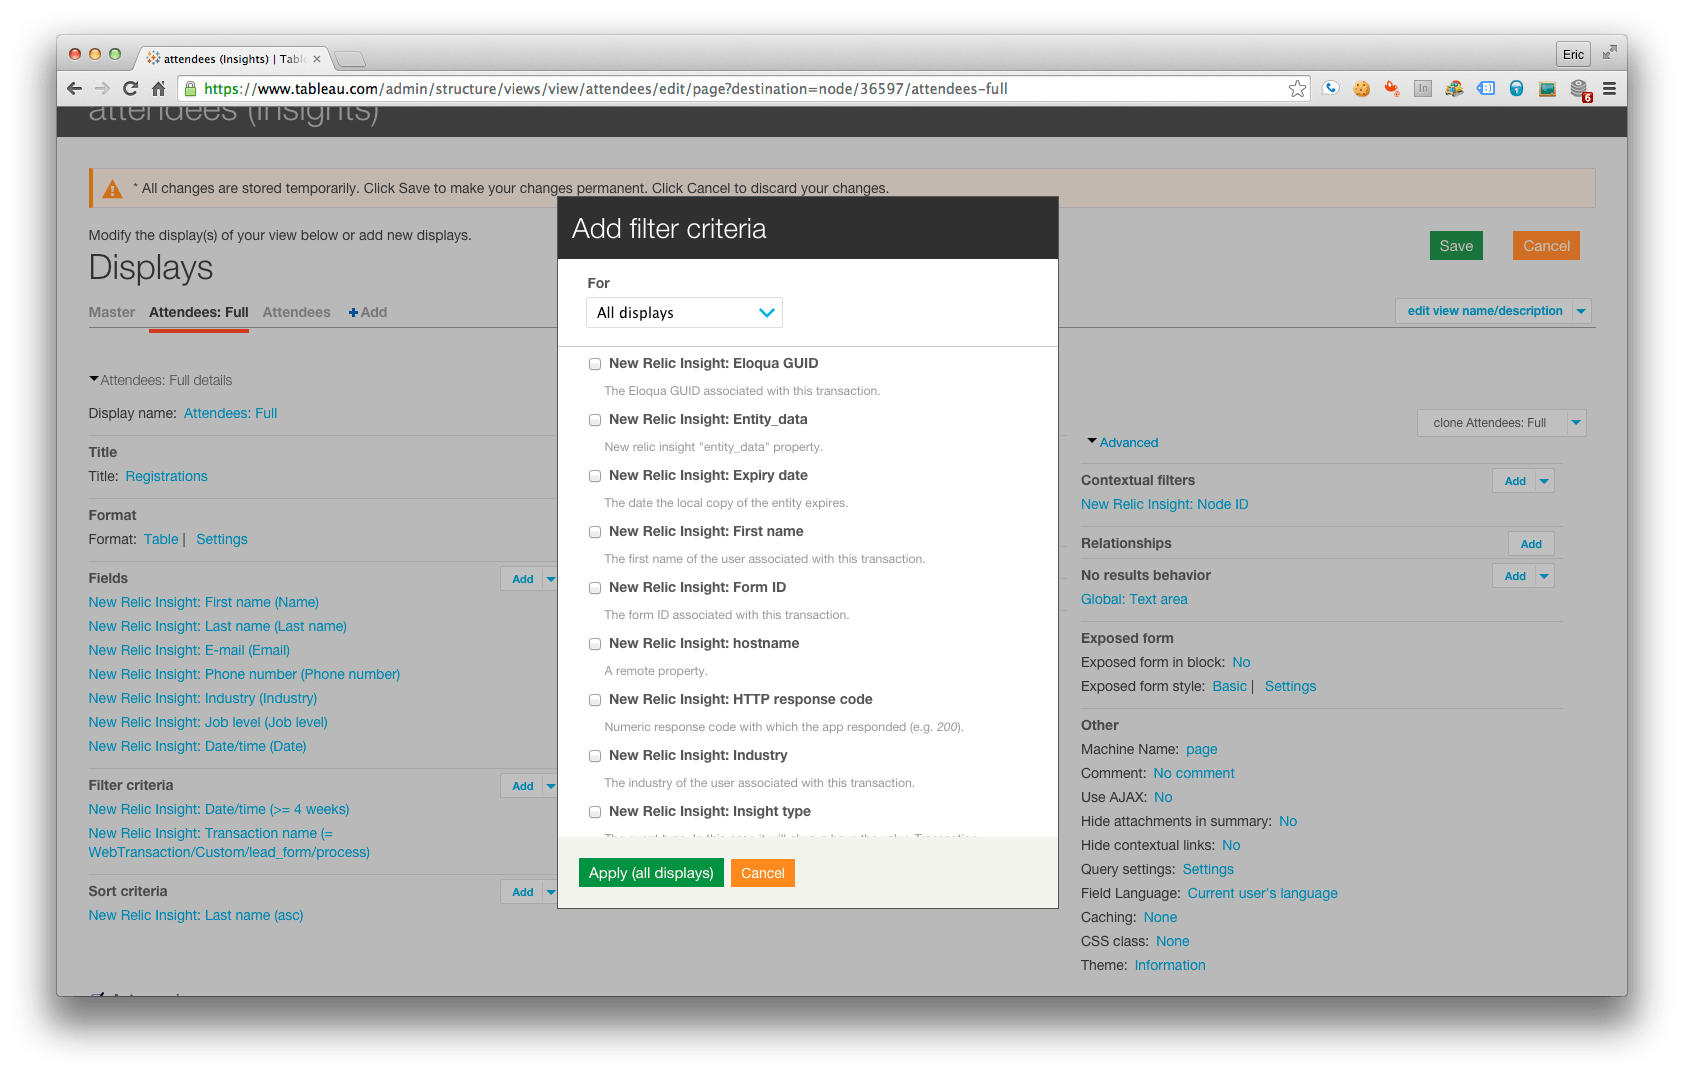 attendees (Insights) | Tabl
Eric
https://www.tableau.com/admin/structure/views/view/attendees/edit/page?destination=node/36597/attendees-full
In
6
attendees (Insights)
* All changes are stored temporarily. Click Save to make your changes permanent. Click Cancel to discard your changes.
Modify the display(s) of your view below or add new displays.
Displays
Save
Cancel
Master
Attendees: Full
Attendees
+ Add
edit view name/description
Attendees: Full details
Display name: Attendees: Full
clone Attendees: Full
Title
Title: Registrations
Format
Format: Table | Settings
Fields
Add
New Relic Insight: First name (Name)
New Relic Insight: Last name (Last name)
New Relic Insight: E-mail (Email)
New Relic Insight: Phone number (Phone number)
New Relic Insight: Industry (Industry)
New Relic Insight: Job level (Job level)
New Relic Insight: Date/time (Date)
Filter criteria
Add
New Relic Insight: Date/time (>= 4 weeks)
New Relic Insight: Transaction name (=
WebTransaction/Custom/lead_form/process)
Sort criteria
Add
New Relic Insight: Last name (asc)
Add filter criteria
For
All displays
New Relic Insight: Eloqua GUID
The Eloqua GUID associated with this transaction.
New Relic Insight: Entity_data
New relic insight "entity_data" property.
New Relic Insight: Expiry date
The date the local copy of the entity expires.
New Relic Insight: First name
The first name of the user associated with this transaction.
New Relic Insight: Form ID
The form ID associated with this transaction.
New Relic Insight: hostname
A remote property.
New Relic Insight: HTTP response code
Numeric response code with which the app responded (e.g. 200).
New Relic Insight: Industry
The industry of the user associated with this transaction.
New Relic Insight: Insight type
Apply (all displays)
Cancel
Advanced
Contextual filters
Add
New Relic Insight: Node ID
Relationships
Add
No results behavior
Add
Global: Text area
Exposed form
Exposed form in block: No
Exposed form style: Basic | Settings
Other
Machine Name: page
Comment: No comment
Use AJAX: No
Hide attachments in summary: No
Hide contextual links: No
Query settings: Settings
Field Language: Current user's language
Caching: None
CSS class: None
Theme: Information